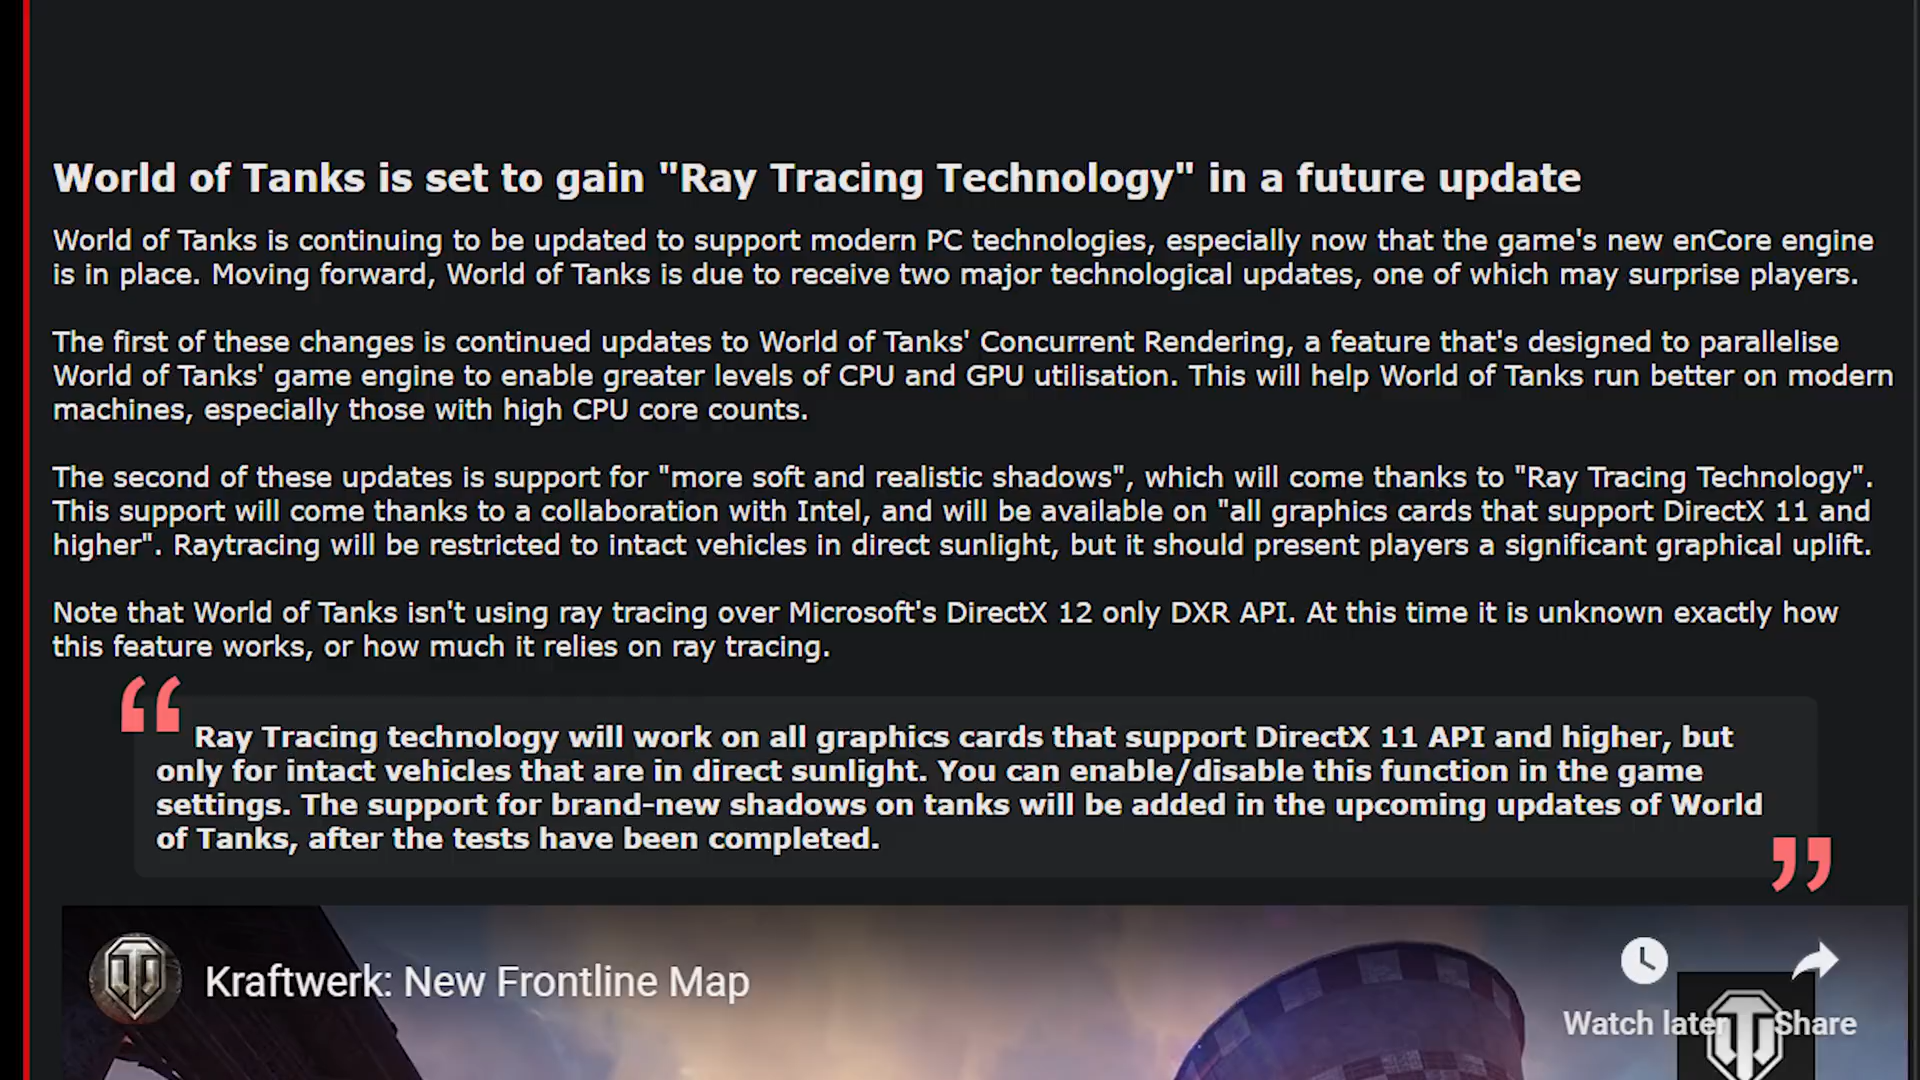 World of Tanks is set to gain "Ray Tracing Technology" in a future update
World of Tanks is continuing to be updated to support modern PC technologies, especially now that the game's new enCore engine
is in place. Moving forward, World of Tanks is due to receive two major technological updates, one of which may surprise players.
The first of these changes is continued updates to World of Tanks' Concurrent Rendering, a feature that's designed to parallelise
World of Tanks' game engine to enable greater levels of CPU and GPU utilisation. This will help World of Tanks run better on modern
machines, especially those with high CPU core counts.
The second of these updates is support for "more soft and realistic shadows", which will come thanks to "Ray Tracing Technology".
This support will come thanks to a collaboration with Intel, and will be available on "all graphics cards that support DirectX 11 and
higher". Raytracing will be restricted to intact vehicles in direct sunlight, but it should present players a significant graphical uplift.
Note that World of Tanks isn't using ray tracing over Microsoft's DirectX 12 only DXR API. At this time it is unknown exactly how
this feature works, or how much it relies on ray tracing.
“ Ray Tracing technology will work on all graphics cards that support DirectX 11 API and higher, but
only for intact vehicles that are in direct sunlight. You can enable/disable this function in the game
settings. The support for brand-new shadows on tanks will be added in the upcoming updates of World
of Tanks, after the tests have been completed. ”
Kraftwerk: New Frontline Map
Watch later Share